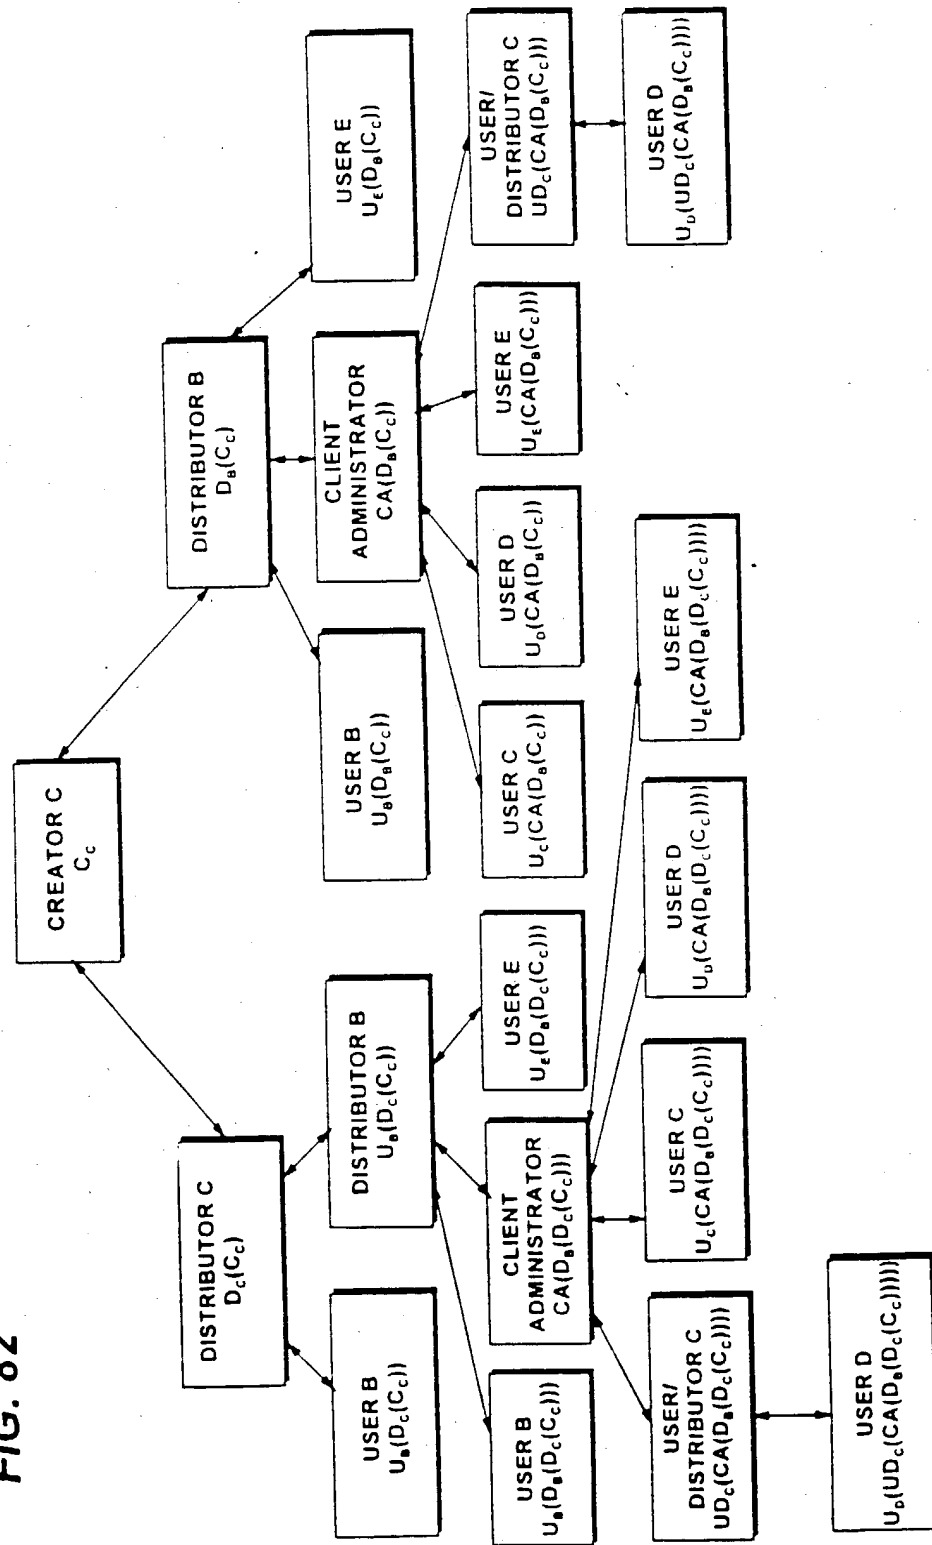 FIG. 82
CREATOR C
C_C
DISTRIBUTOR C
D_C(C_C)
DISTRIBUTOR B
D_B(C_C)
USER B
U_B(D_C(C_C))
DISTRIBUTOR B
U_B(D_C(C_C))
USER B
U_B(D_B(C_C))
CLIENT
ADMINISTRATOR
CA(D_B(C_C))
USER E
U_E(D_B(C_C))
USER B
U_B(D_B(D_C(C_C)))
CLIENT
ADMINISTRATOR
CA(D_B(D_C(C_C)))
USER E
U_E(D_B(D_C(C_C)))
USER C
U_C(CA(D_B(C_C))
USER D
U_D(CA(D_B(C_C))
USER E
U_E(CA(D_B(C_C)))
USER/
DISTRIBUTOR C
UD_C(CA(D_B(C_C)))
USER/
DISTRIBUTOR C
UD_C(CA(D_B(D_C(C_C))))
USER C
U_C(CA(D_B(D_C(C_C))))
USER D
U_D(CA(D_B(D_C(C_C))))
USER E
U_E(CA(D_B(D_C(C_C))))
USER D
U_D(UD_C(CA(D_B(C_C))))
USER D
U_D(UD_C(CA(D_B(D_C(C_C)))))